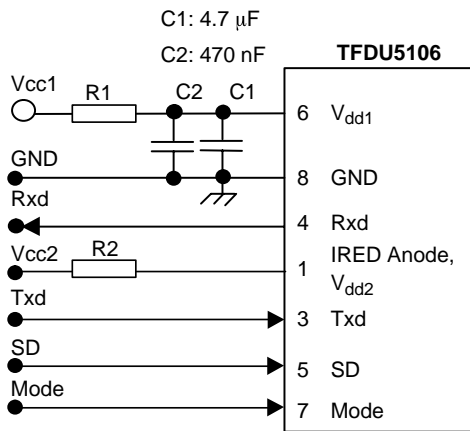 C1: 4.7 µF
C2: 470 nF
TFDU5106
Vcc1
R1
C2
C1
6 Vdd1
GND
8 GND
Rxd
4 Rxd
Vcc2
R2
1 IRED Anode,
Vdd2
Txd
3 Txd
SD
5 SD
Mode
7 Mode